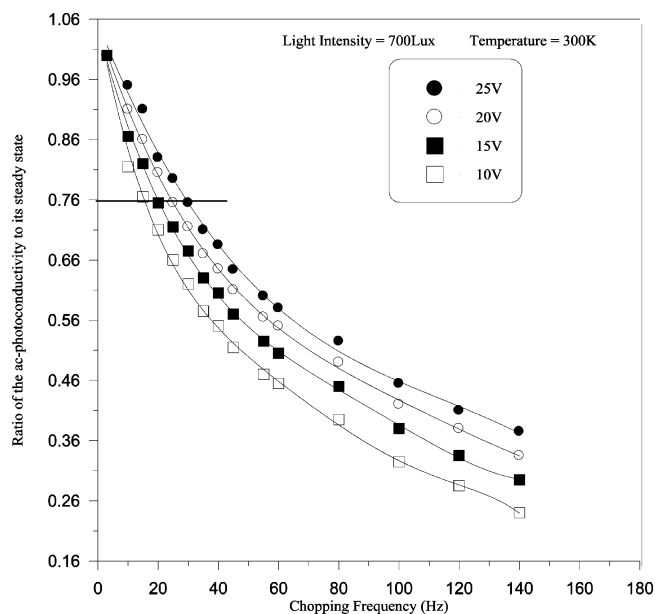 1.06
Light Intensity = 700Lux Temperature = 300K
0.96
25V
20V
0.86
15V
10V
0.76
0.66
0.56
0.46
0.36
0.26
0.16
0 20 40 60 80 100 120 140 160 180
Chopping Frequency (Hz)
Ratio of the ac-photoconductivity to its steady state